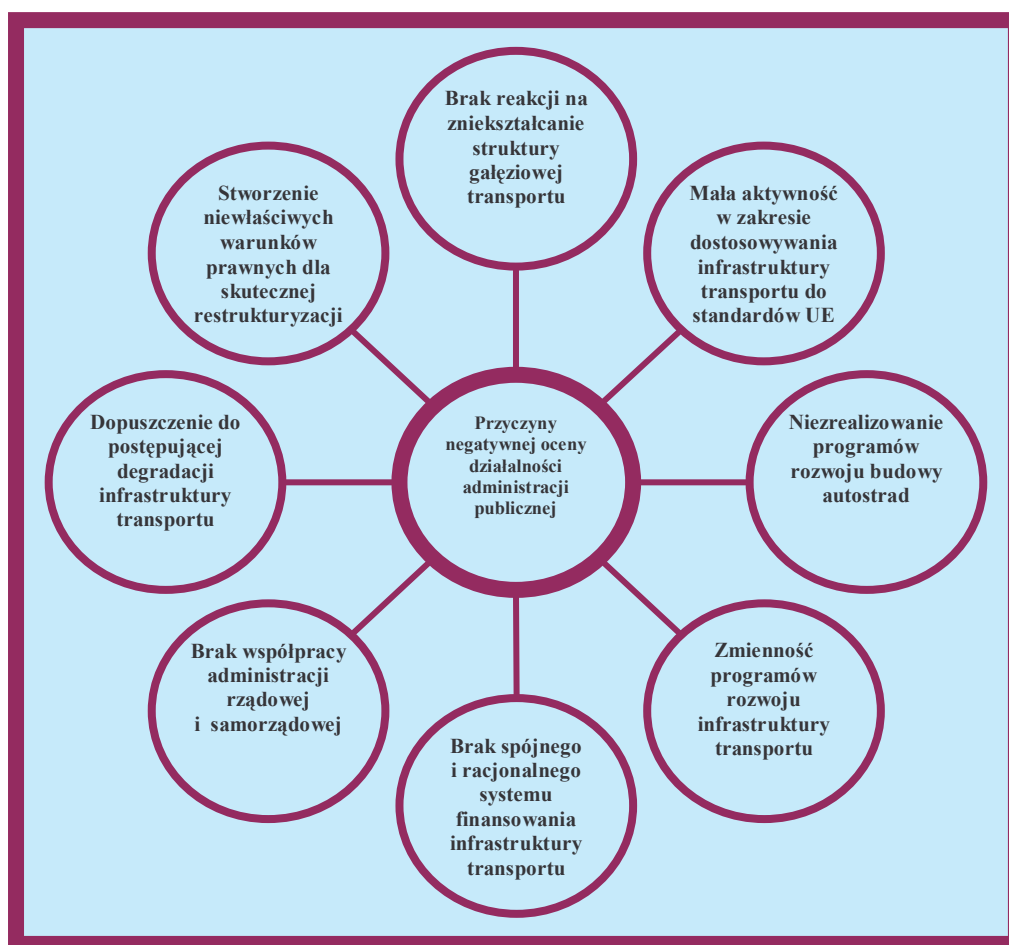 Brak reakcji na
zniekształcanie
struktury
gałęziowej
transportu
Mała aktywność
w zakresie
dostosowywania
infrastruktury
transportu do
standardów UE
Niezrealizowanie
programów
rozwoju budowy
autostrad
Zmienność
programów
rozwoju
infrastruktury
transportu
Brak spójnego
i racjonalnego
systemu
finansowania
infrastruktury
transportu
Brak współpracy
administracji
rządowej
i samorządowej
Dopuszczenie do
postępującej
degradacji
infrastruktury
transportu
Stworzenie
niewłaściwych
warunków
prawnych dla
skutecznej
restrukturyzacji
Przyczyny
negatywnej oceny
działalności
administracji
publicznej